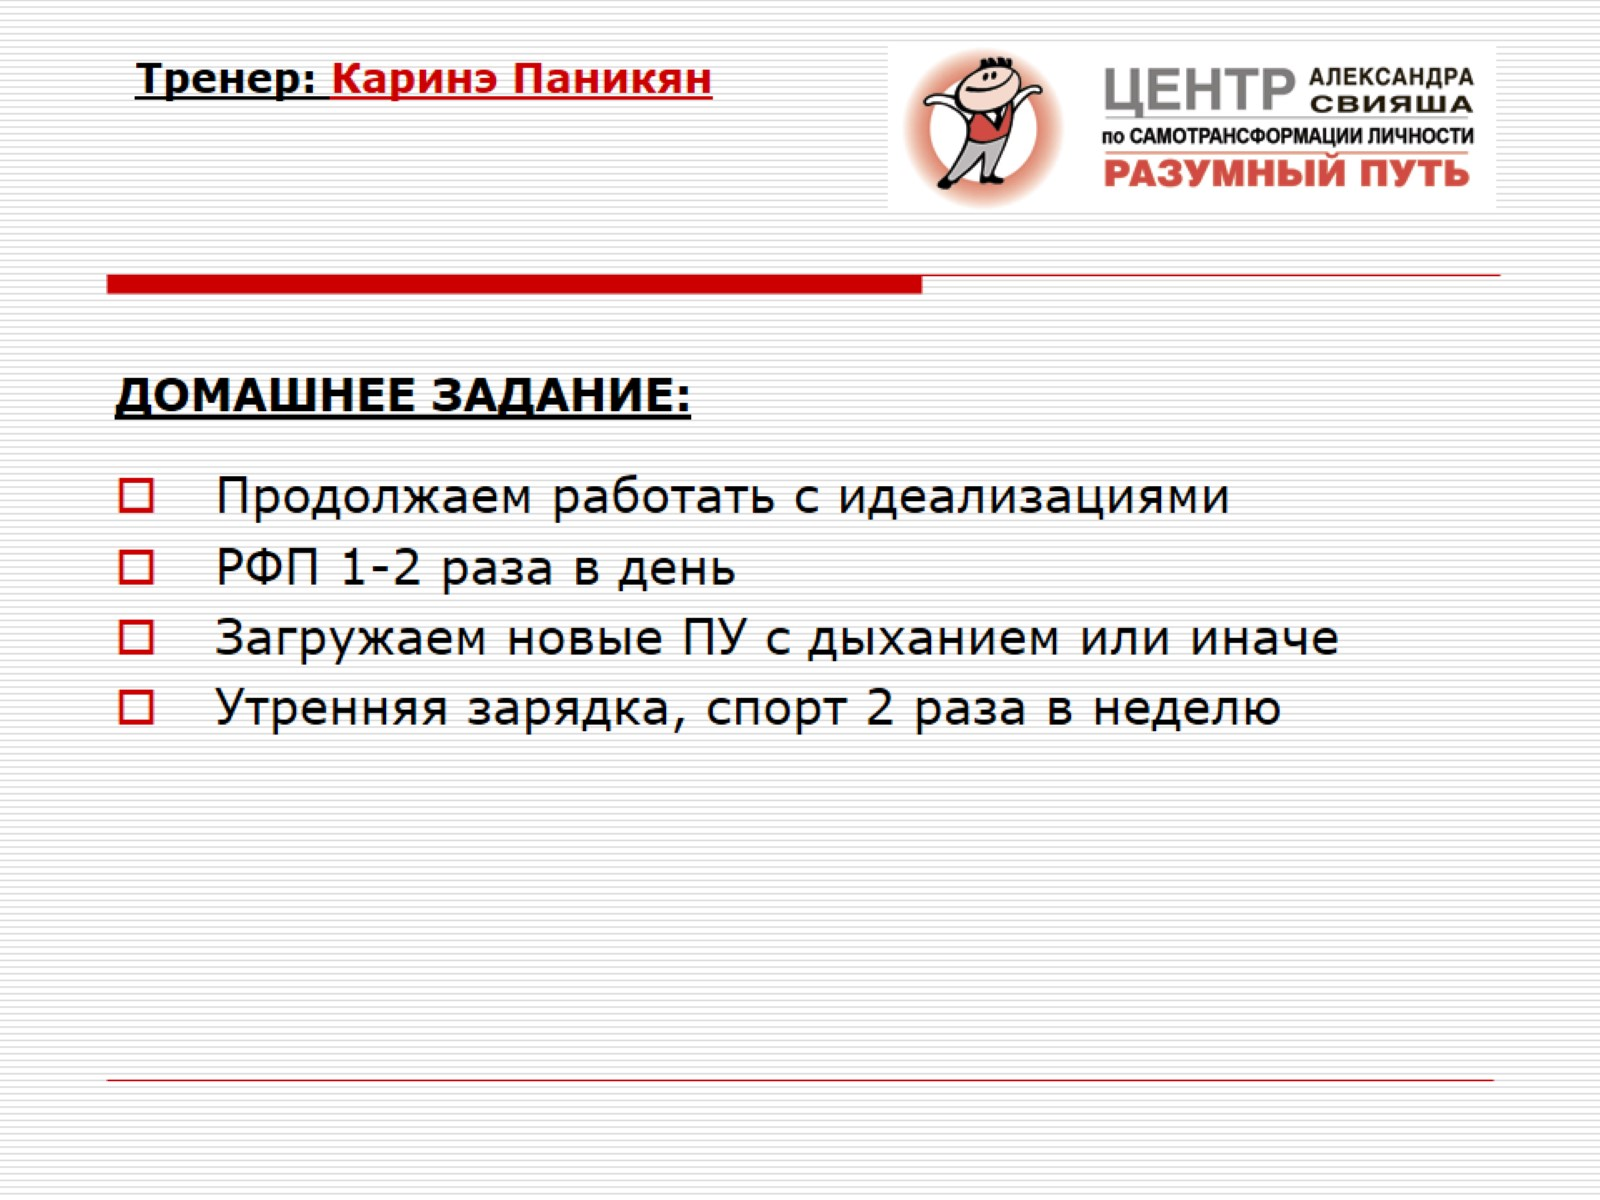 Тренер: Каринэ Паникян
ЦЕНТР АЛЕКСАНДРА СВИЯША
по САМОТРАНСФОРМАЦИИ ЛИЧНОСТИ
РАЗУМНЫЙ ПУТЬ
ДОМАШНЕЕ ЗАДАНИЕ:
Продолжаем работать с идеализациями
РФП 1-2 раза в день
Загружаем новые ПУ с дыханием или иначе
Утренняя зарядка, спорт 2 раза в неделю